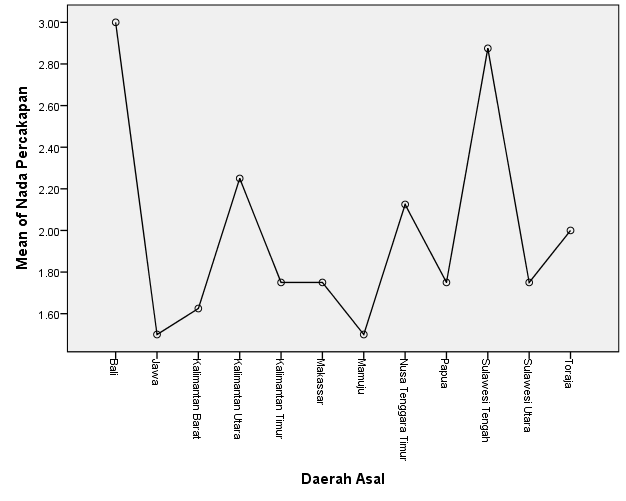 Mean of Nada Percakapan
3.00
2.80
2.60
2.40
2.20
2.00
1.80
1.60
Bali
Jawa
Kalimantan Barat
Kalimantan Utara
Kalimantan Timur
Makassar
Mamuju
Nusa Tenggara Timur
Papua
Sulawesi Tengah
Sulawesi Utara
Toraja
Daerah Asal